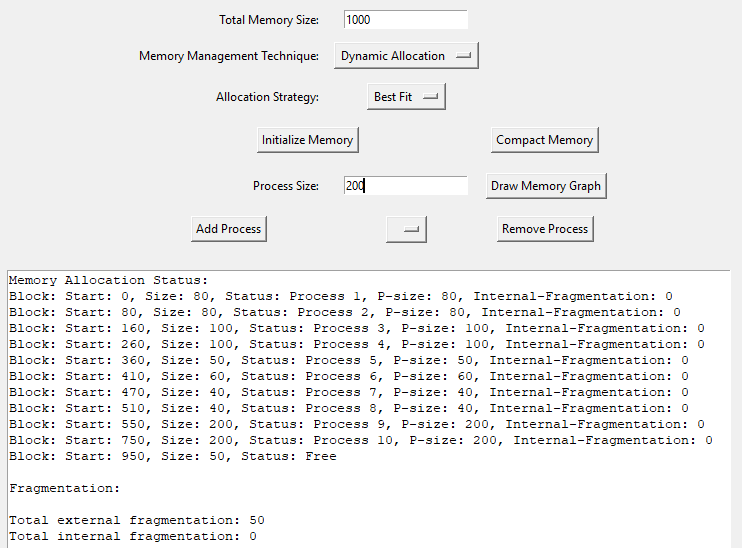 Total Memory Size: 1000
Memory Management Technique: Dynamic Allocation
Allocation Strategy: Best Fit
Initialize Memory Compact Memory
Process Size: 200 Draw Memory Graph
Add Process Remove Process
Memory Allocation Status:
Block: Start: 0, Size: 80, Status: Process 1, P-size: 80, Internal-Fragmentation: 0
Block: Start: 80, Size: 80, Status: Process 2, P-size: 80, Internal-Fragmentation: 0
Block: Start: 160, Size: 100, Status: Process 3, P-size: 100, Internal-Fragmentation: 0
Block: Start: 260, Size: 100, Status: Process 4, P-size: 100, Internal-Fragmentation: 0
Block: Start: 360, Size: 50, Status: Process 5, P-size: 50, Internal-Fragmentation: 0
Block: Start: 410, Size: 60, Status: Process 6, P-size: 60, Internal-Fragmentation: 0
Block: Start: 470, Size: 40, Status: Process 7, P-size: 40, Internal-Fragmentation: 0
Block: Start: 510, Size: 40, Status: Process 8, P-size: 40, Internal-Fragmentation: 0
Block: Start: 550, Size: 200, Status: Process 9, P-size: 200, Internal-Fragmentation: 0
Block: Start: 750, Size: 200, Status: Process 10, P-size: 200, Internal-Fragmentation: 0
Block: Start: 950, Size: 50, Status: Free
Fragmentation:
Total external fragmentation: 50
Total internal fragmentation: 0